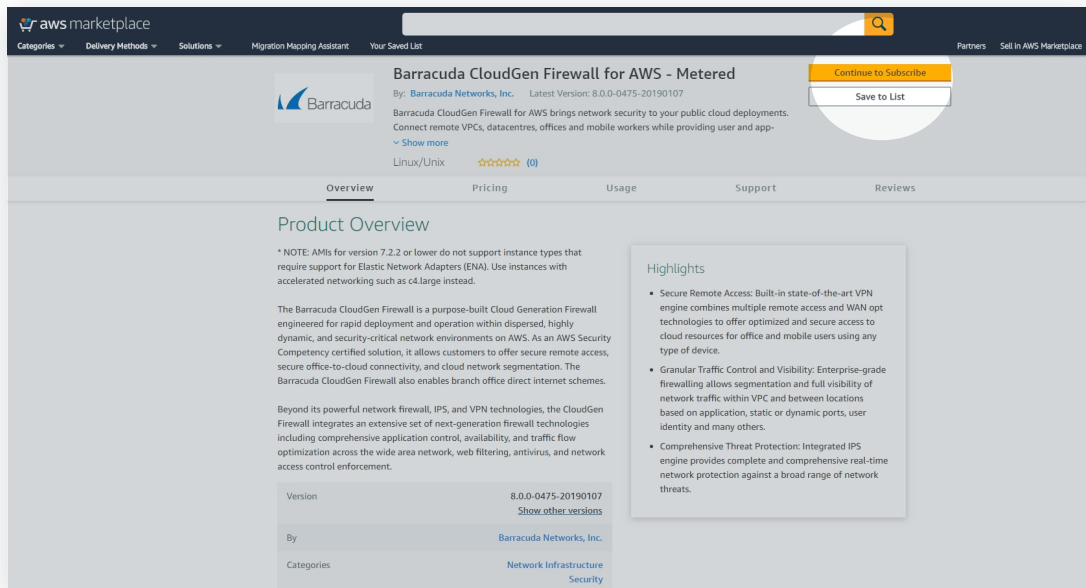 aws marketplace
Categories Delivery Methods Solutions Migration Mapping Assistant Your Saved List Partners Sell in AWS Marketplace
Barracuda
Barracuda CloudGen Firewall for AWS - Metered
By: Barracuda Networks, Inc. Latest Version: 8.0.0-0475-20190107
Barracuda CloudGen Firewall for AWS brings network security to your public cloud deployments.
Connect remote VPCs, datacentres, offices and mobile workers while providing user and app-
Show more
Linux/Unix (0)
Continue to Subscribe
Save to List
Overview Pricing Usage Support Reviews
Product Overview
* NOTE: AMIs for version 7.2.2 or lower do not support instance types that
require support for Elastic Network Adapters (ENA). Use instances with
accelerated networking such as c4.large instead.
The Barracuda CloudGen Firewall is a purpose-built Cloud Generation Firewall
engineered for rapid deployment and operation within dispersed, highly
dynamic, and security-critical network environments on AWS. As an AWS Security
Competency certified solution, it allows customers to offer secure remote access,
secure office-to-cloud connectivity, and cloud network segmentation. The
Barracuda CloudGen Firewall also enables branch office direct internet schemes.
Beyond its powerful network firewall, IPS, and VPN technologies, the CloudGen
Firewall integrates an extensive set of next-generation firewall technologies
including comprehensive application control, availability, and traffic flow
optimization across the wide area network, web filtering, antivirus, and network
access control enforcement.
Version 8.0.0-0475-20190107
Show other versions
By Barracuda Networks, Inc.
Categories Network Infrastructure
Security
Highlights
• Secure Remote Access: Built-in state-of-the-art VPN
engine combines multiple remote access and WAN opt
technologies to offer optimized and secure access to
cloud resources for office and mobile users using any
type of device.
• Granular Traffic Control and Visibility: Enterprise-grade
firewalling allows segmentation and full visibility of
network traffic within VPC and between locations
based on application, static or dynamic ports, user
identity and many others.
• Comprehensive Threat Protection: Integrated IPS
engine provides complete and comprehensive real-time
network protection against a broad range of network
threats.